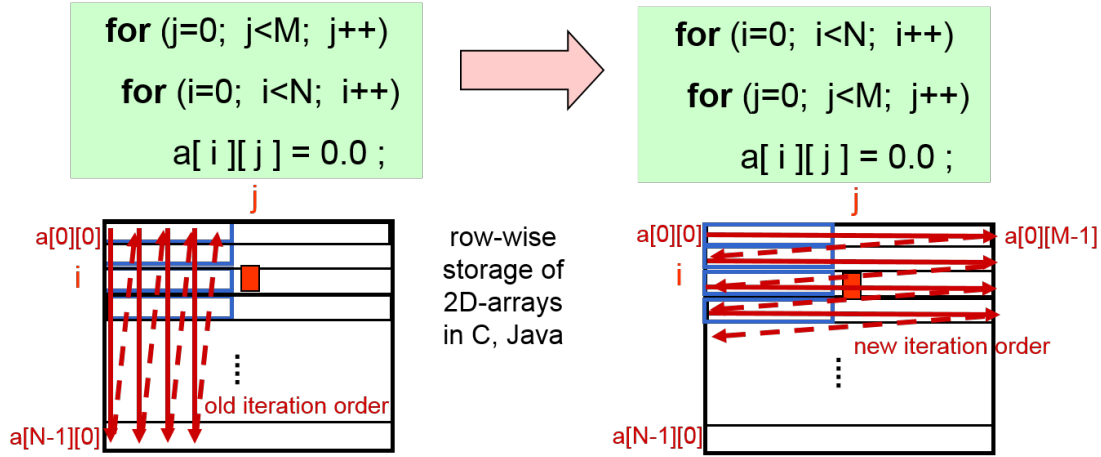 for (j=0; j<M; j++)
for (i=0; i<N; i++)
a[ i ][ j ] = 0.0 ;
for (i=0; i<N; i++)
for (j=0; j<M; j++)
a[ i ][ j ] = 0.0 ;
j
a[0][0]
i
old iteration order
a[N-1][0]
row-wise
storage of
2D-arrays
in C, Java
j
a[0][0]
a[0][M-1]
i
new iteration order
a[N-1][0]